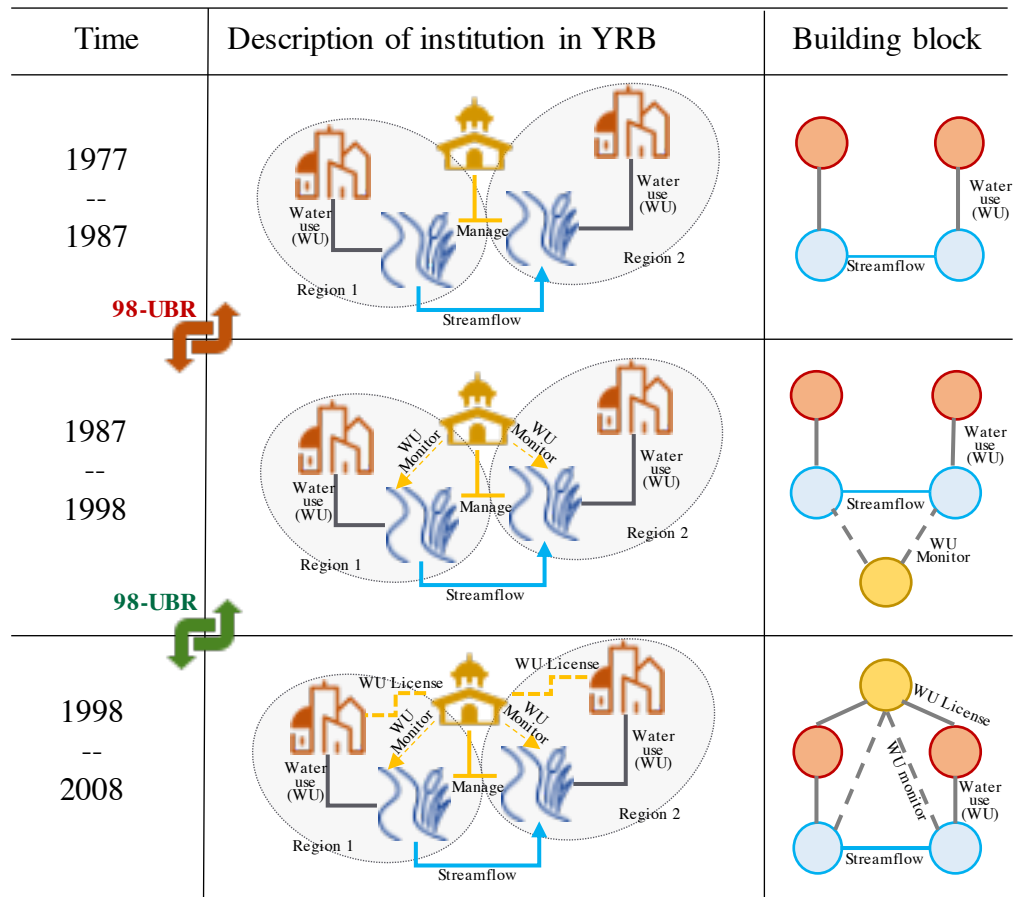 Time
Description of institution in YRB
Building block
1977
--
1987
Water
use
(WU)
Manage
Water
use
(WU)
Region 1
Region 2
Streamflow
Water
use
(WU)
Streamflow
98-UBR
1987
--
1998
WU
Monitor
WU
Monitor
Water
use
(WU)
Manage
Water
use
(WU)
Region 1
Region 2
Streamflow
Water
use
(WU)
Streamflow
WU
Monitor
98-UBR
1998
--
2008
WU License
WU License
WU
Monitor
WU
Monitor
Water
use
(WU)
Manage
Water
use
(WU)
Region 1
Region 2
Streamflow
WU License
WU monitor
Water
use
(WU)
Streamflow